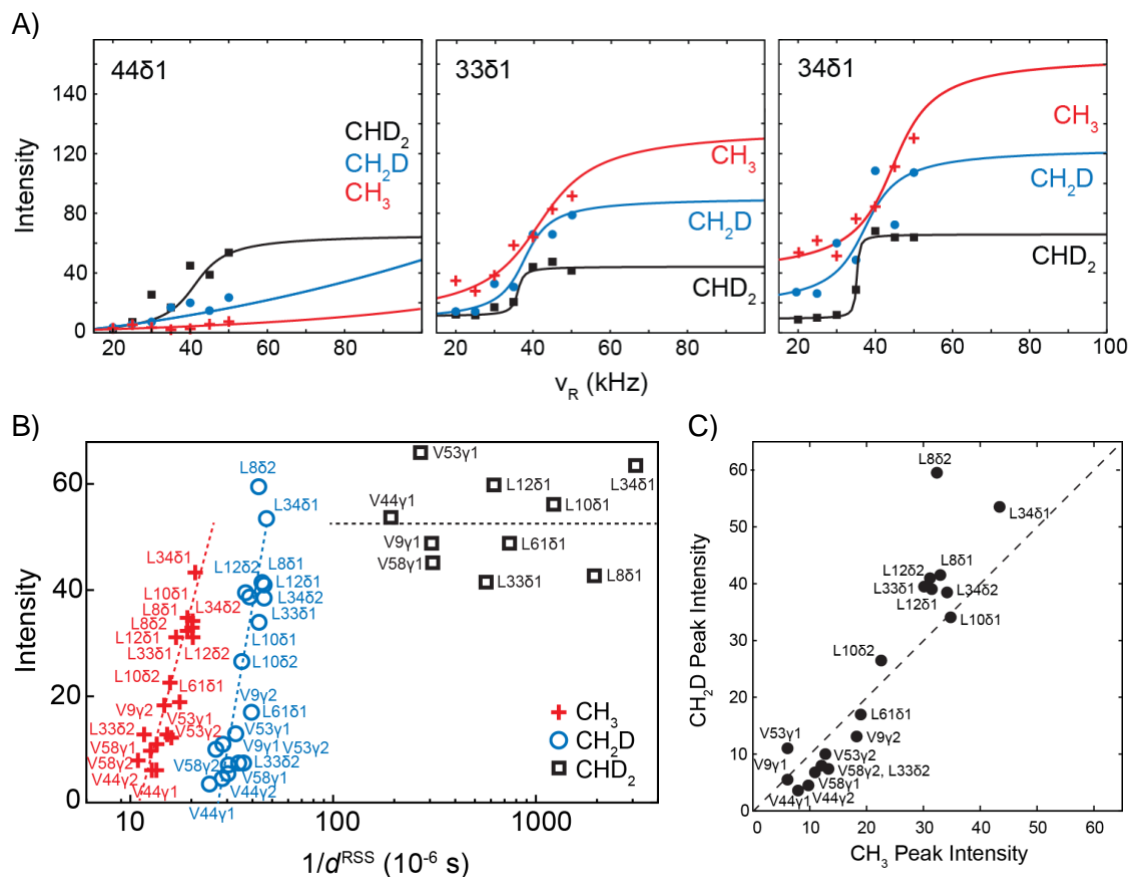 A)
44δ1
33δ1
34δ1
CHD2
CH2D
CH3
CH3
CH2D
CHD2
CH3
CH2D
CHD2
Intensity
140
120
100
80
60
40
20
0
20 40 60 80
20 40 60 80
20 40 60 80 100
νR (kHz)
B)
Intensity
60
40
20
0
10 100 1000
1/dRSS (10-6 s)
L8δ2
L34δ1
V53γ1
L12δ1
L34δ1
V44γ1
L10δ1
V9γ1
L61δ1
V58γ1
L33δ1
L8δ1
L34δ1
L12δ2
L8δ1
L12δ1
L10δ1
L34δ2
L34δ2
L8δ1
L8δ2
L33δ1
L12δ1
L10δ1
L33δ1
L12δ2
L10δ2
L10δ2
L61δ1
V9γ2
V9γ2
L61δ1
V53γ1
L33δ2
V53γ2
V53γ1
V58γ1
V9γ1
V53γ2
V58γ2
V58γ2
L33δ2
V44γ2
V58γ1
V44γ1
V44γ2
V44γ1
CH3
CH2D
CHD2
C)
CH2D Peak Intensity
60
50
40
30
20
10
0
0 10 20 30 40 50 60
CH3 Peak Intensity
L8δ2
L34δ1
L12δ2
L8δ1
L33δ1
L34δ2
L12δ1
L10δ1
L10δ2
L61δ1
V53γ1
V9γ2
V9γ1
V53γ2
V58γ2, L33δ2
V58γ1
V44γ1
V44γ2